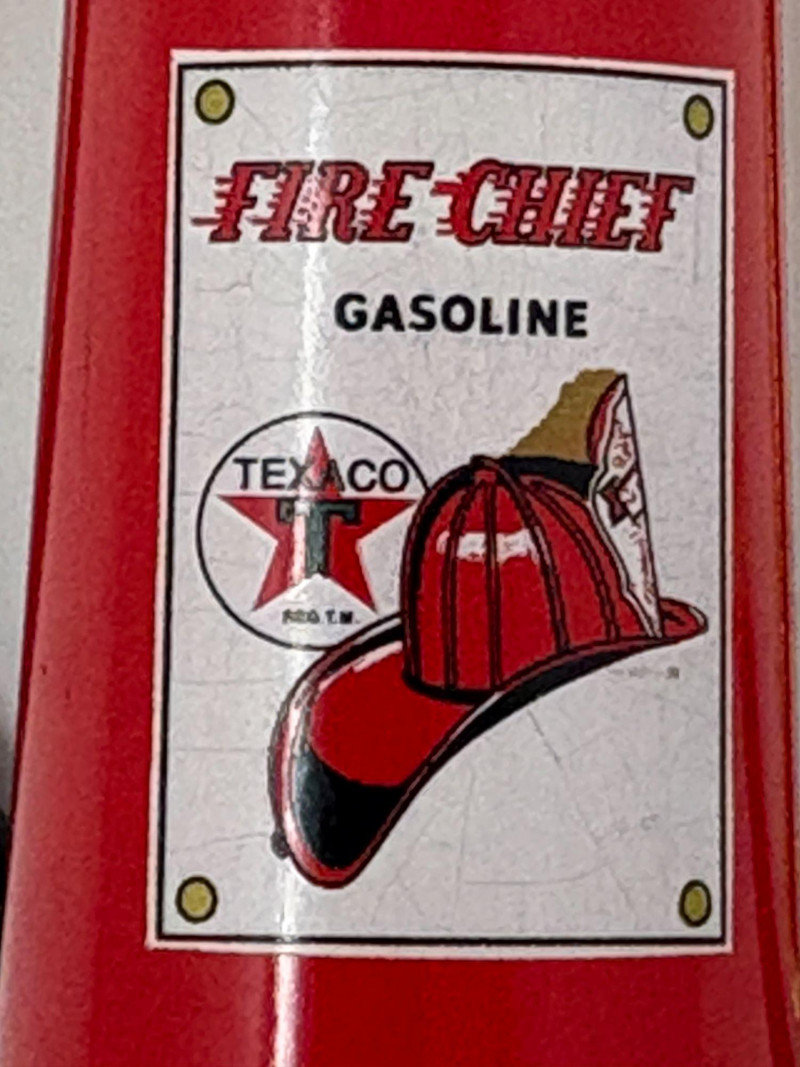 FIRE CHIEF
GASOLINE
TEXACO
T
REG. T.M.